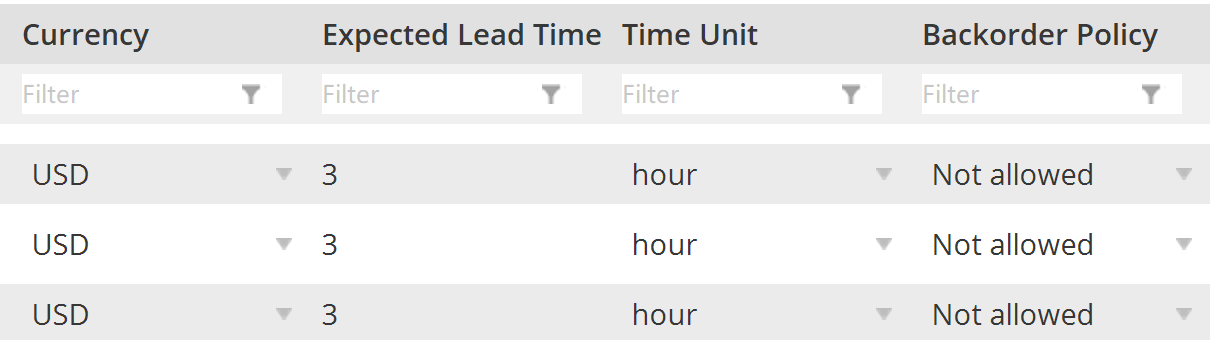 Currency Expected Lead Time Time Unit Backorder Policy
Filter Filter Filter Filter
USD 3 hour Not allowed
USD 3 hour Not allowed
USD 3 hour Not allowed